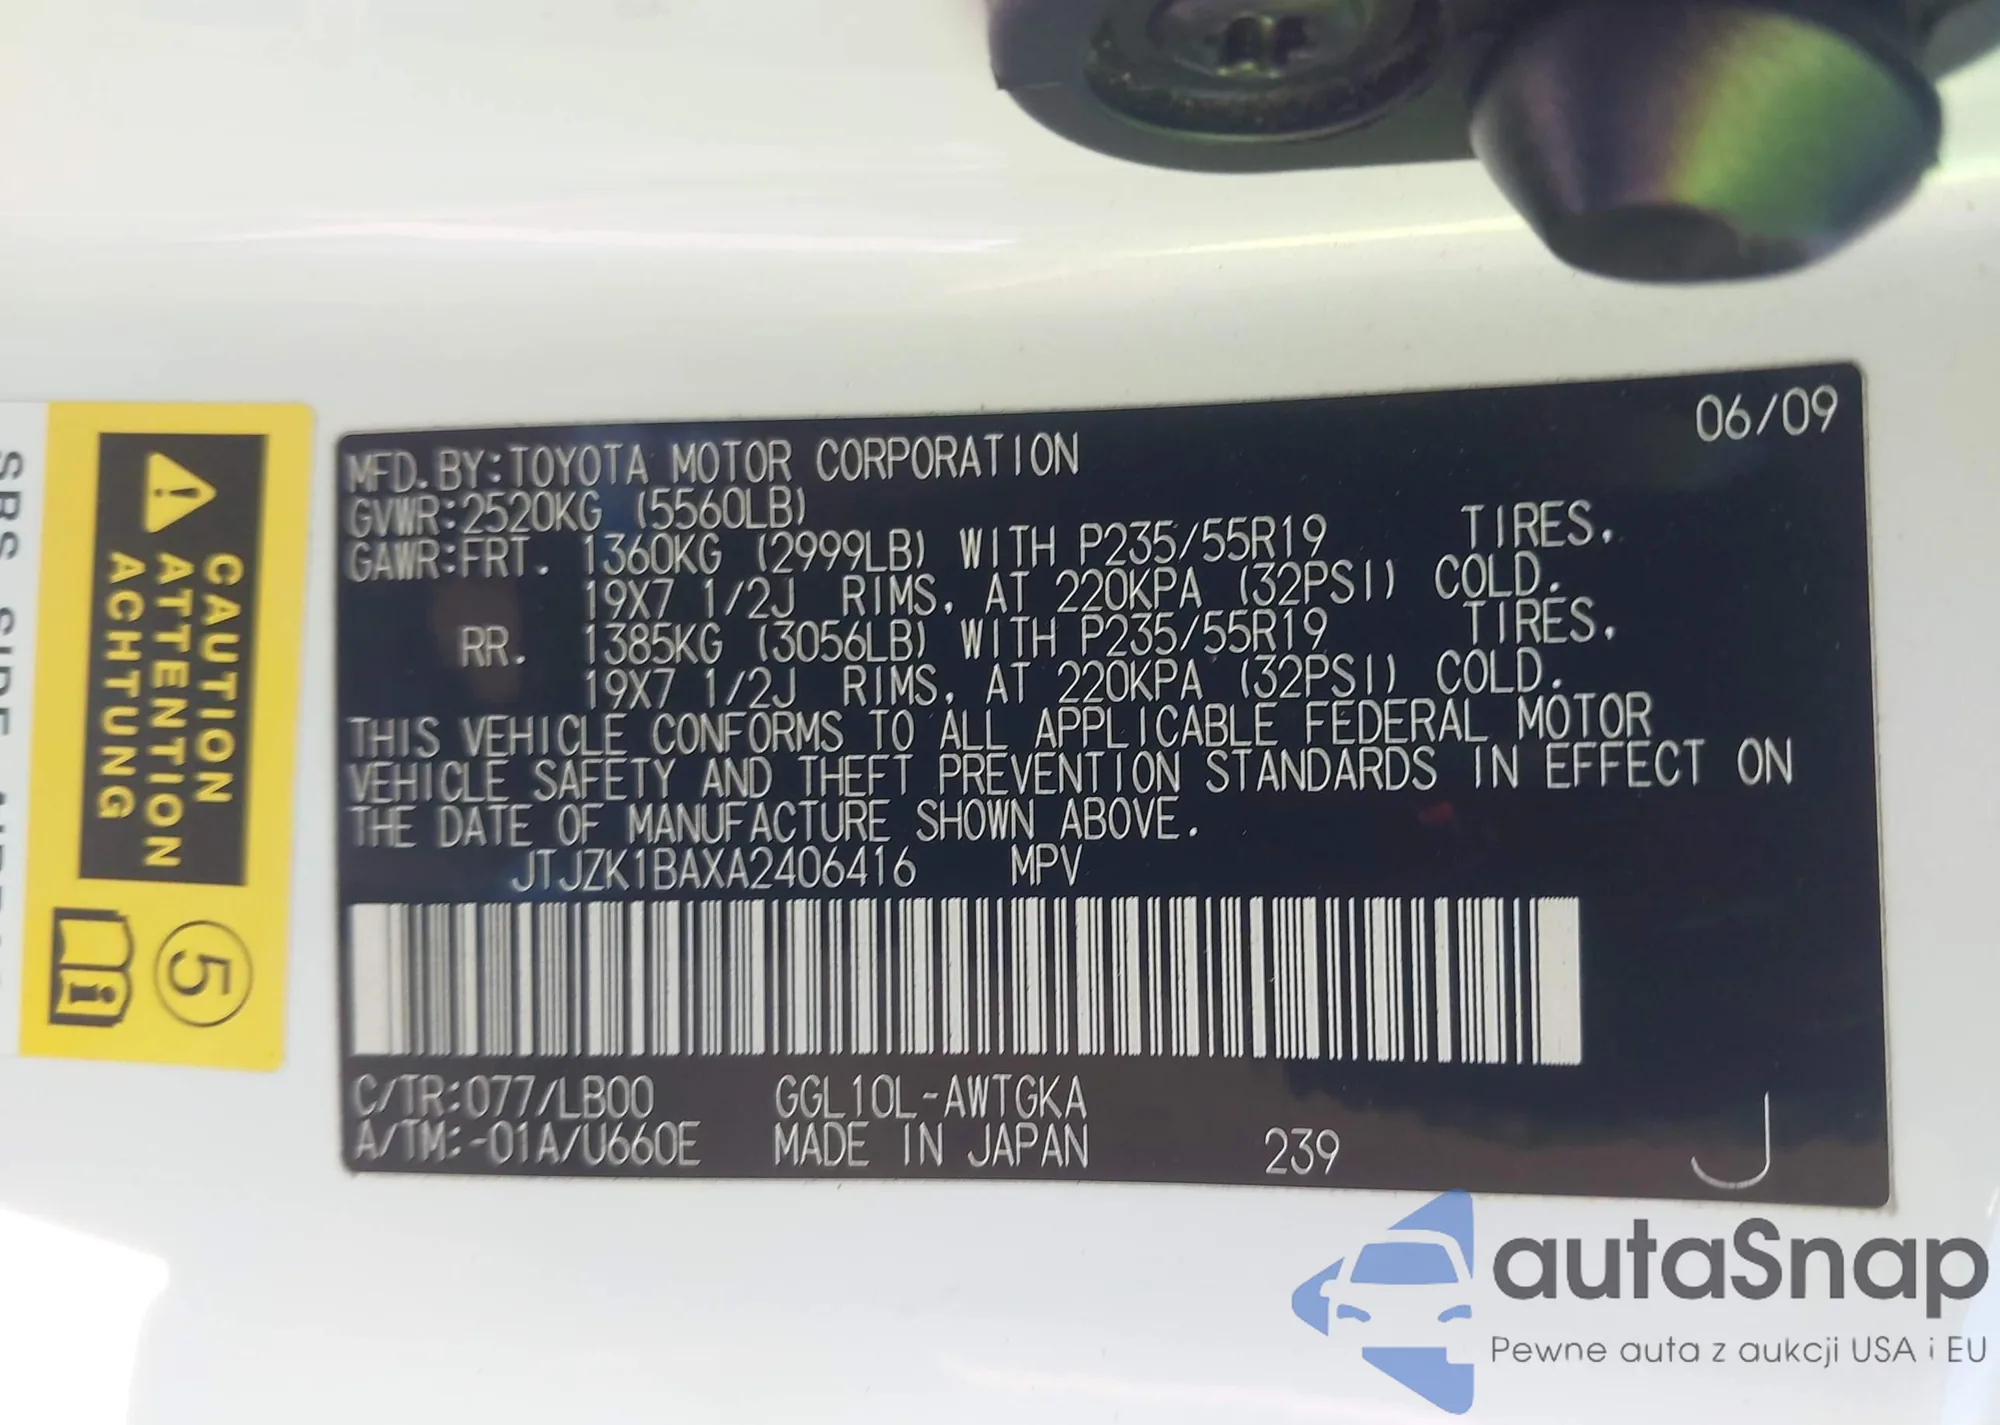 06/09
MFD. BY:TOYOTA MOTOR CORPORATION
GVWR:2520KG (5560LB)
GAWR:FRT. 1360KG (2999LB) WITH P235/55R19 TIRES,
19X7 1/2J RIMS, AT 220KPA (32PSI) COLD.
RR. 1385KG (3056LB) WITH P235/55R19 TIRES,
19X7 1/2J RIMS, AT 220KPA (32PSI) COLD.
THIS VEHICLE CONFORMS TO ALL APPLICABLE FEDERAL MOTOR
VEHICLE SAFETY AND THEFT PREVENTION STANDARDS IN EFFECT ON
THE DATE OF MANUFACTURE SHOWN ABOVE.
JTJZK1BAXA2406416 MPV
C/TR:077/LB00 GGL10L-AWTGKA
A/TM:-01A/U660E MADE IN JAPAN 239 J
CAUTION
ATTENTION
ACHTUNG
5
SRS SIDE
autaSnap
Pewne auta z aukcji USA i EU